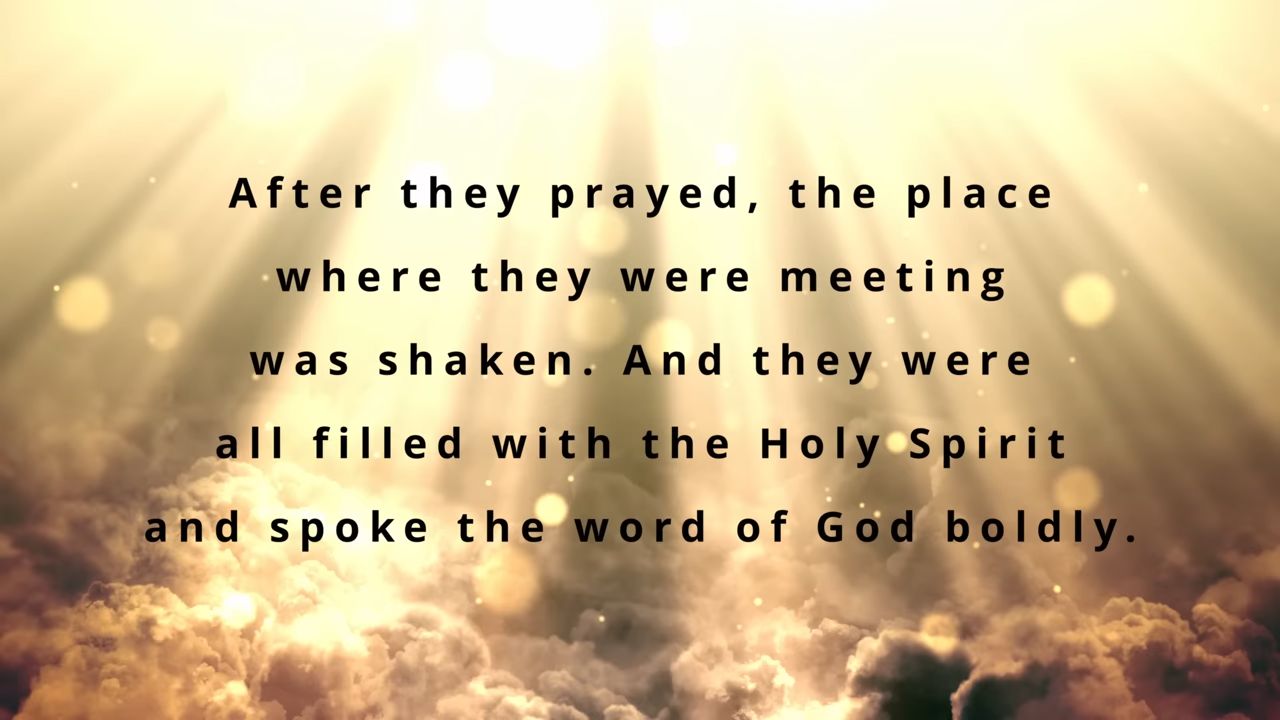 After they prayed, the place
where they were meeting
was shaken. And they were
all filled with the Holy Spirit
and spoke the word of God boldly.